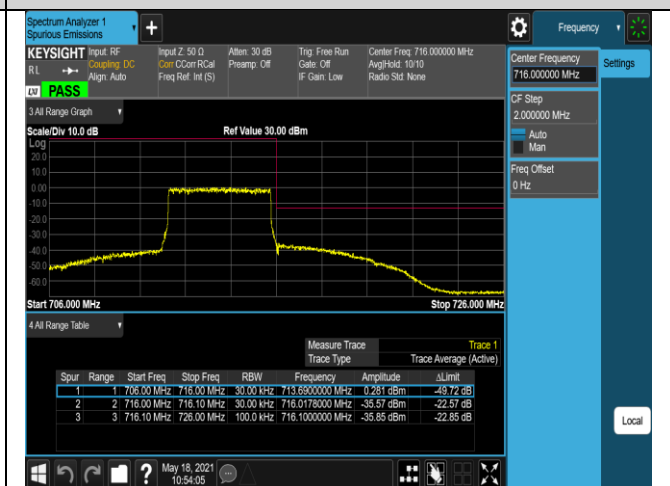 Spectrum Analyzer 1
Spurious Emissions
Frequency
KEYSIGHT
RL
Align: Auto
Input: RF
Coupling: DC
Input Z: 50 Ω
Corr CCorr RCal
Freq Ref: Int (S)
Atten: 30 dB
Preamp: Off
Trig: Free Run
Gate: Off
IF Gain: Low
Center Freq: 716.000000 MHz
Avg|Hold: 10/10
Radio Std: None
LXI PASS
3 All Range Graph
Scale/Div 10.0 dB Ref Value 30.00 dBm
Log
20.0
10.0
0.00
-10.0
-20.0
-30.0
-40.0
-50.0
-60.0
Start 706.000 MHz Stop 726.000 MHz
4 All Range Table
Measure Trace Trace 1
Trace Type Trace Average (Active)
Spur Range Start Freq Stop Freq RBW Frequency Amplitude ΔLimit
1 1 706.00 MHz 716.00 MHz 30.00 kHz 713.6900000 MHz 0.281 dBm -49.72 dB
2 2 716.00 MHz 716.10 MHz 30.00 kHz 716.0178000 MHz -35.57 dBm -22.57 dB
3 3 716.10 MHz 726.00 MHz 100.0 kHz 716.1000000 MHz -35.85 dBm -22.85 dB
May 18, 2021
10:54:05
Center Frequency
716.000000 MHz
CF Step
2.000000 MHz
Auto
Man
Freq Offset
0 Hz
Settings
Local